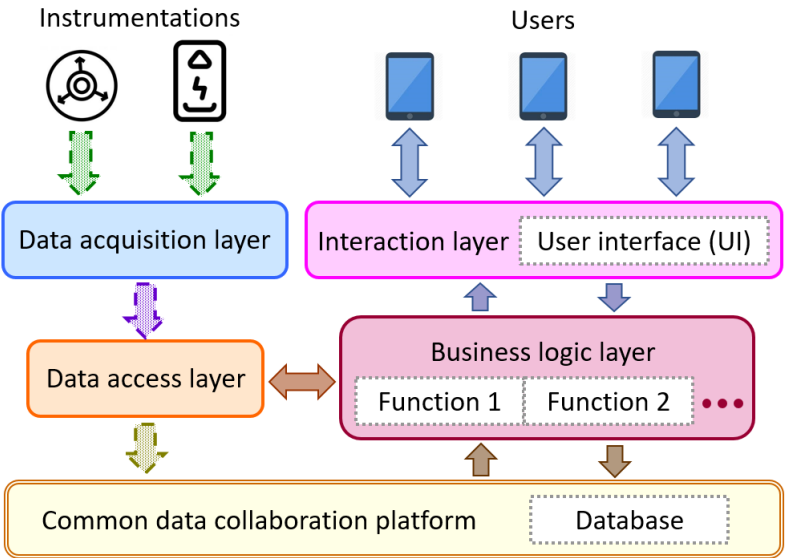 Instrumentations
Users
Data acquisition layer
Interaction layer
User interface (UI)
Data access layer
Business logic layer
Function 1
Function 2
•••
Common data collaboration platform
Database